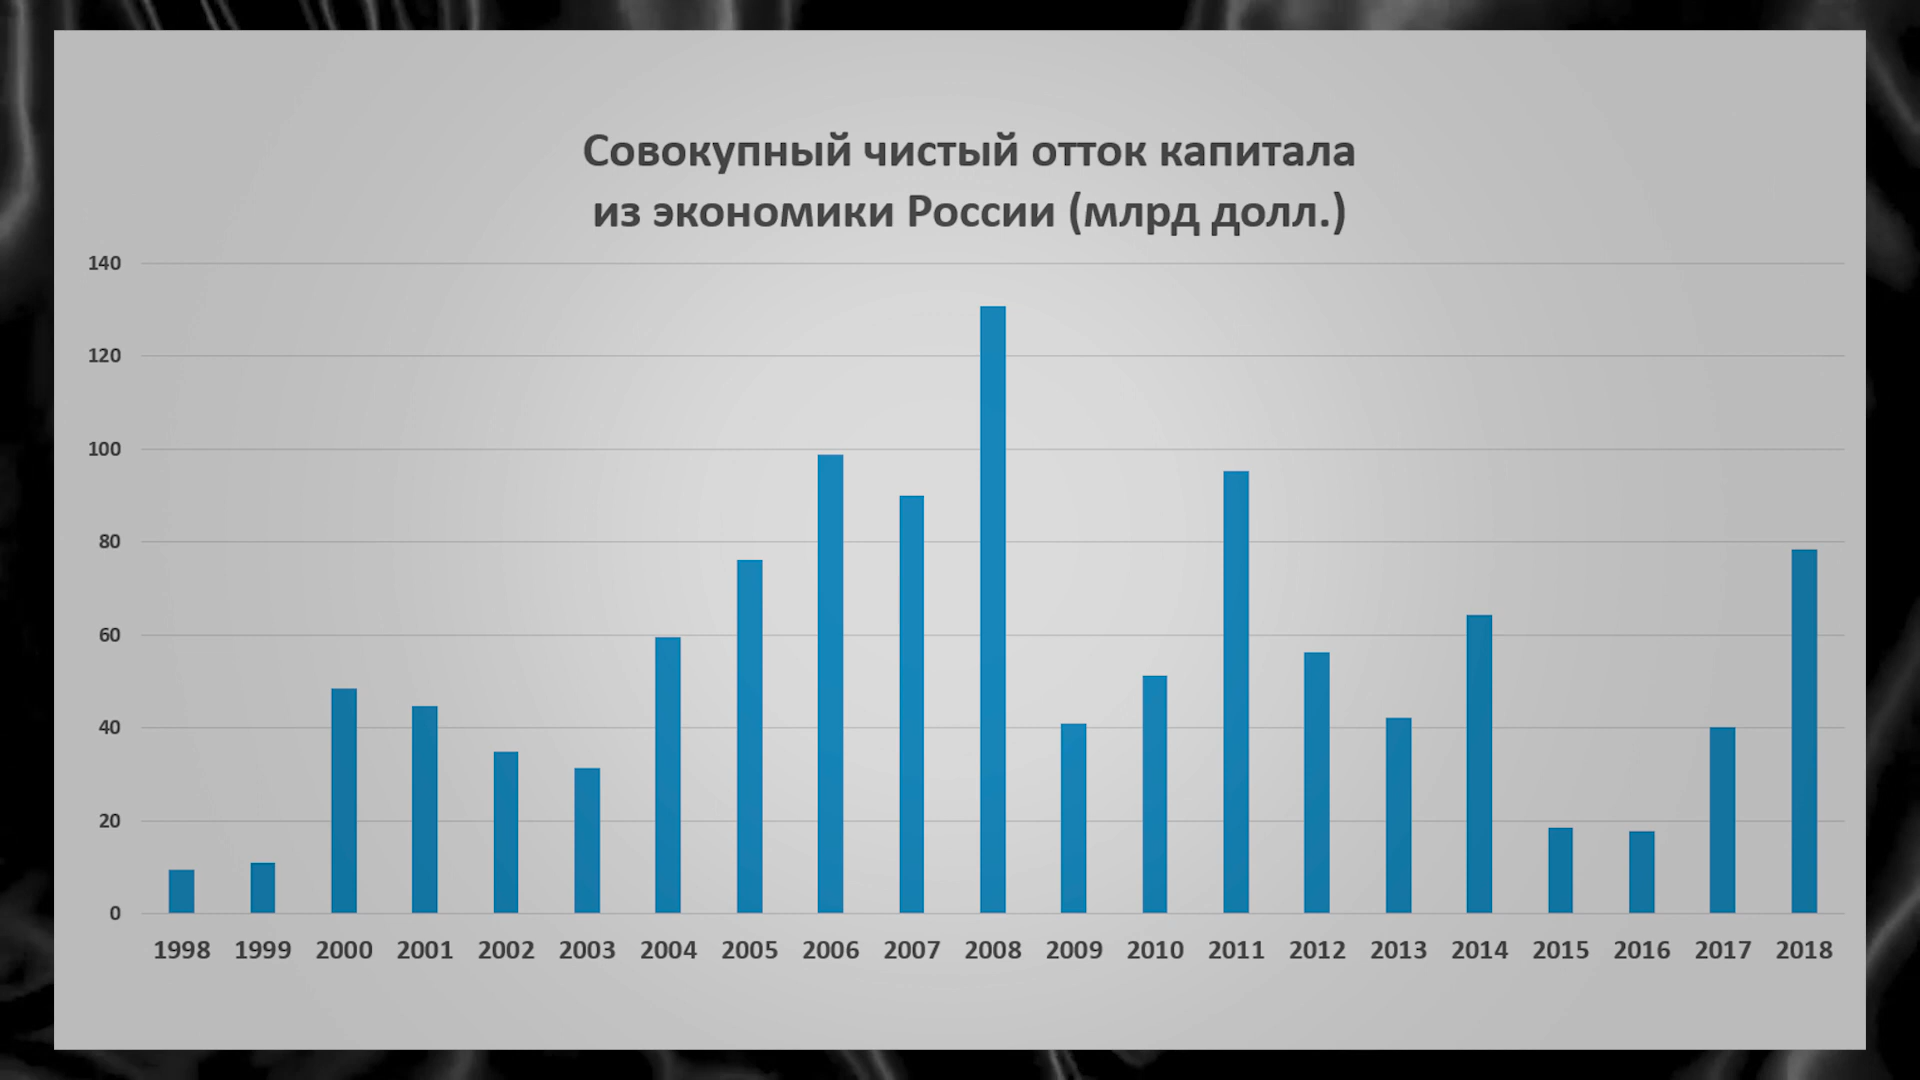 Совокупный чистый отток капитала
из экономики России (млрд долл.)
140
120
100
80
60
40
20
0
1998 1999 2000 2001 2002 2003 2004 2005 2006 2007 2008 2009 2010 2011 2012 2013 2014 2015 2016 2017 2018